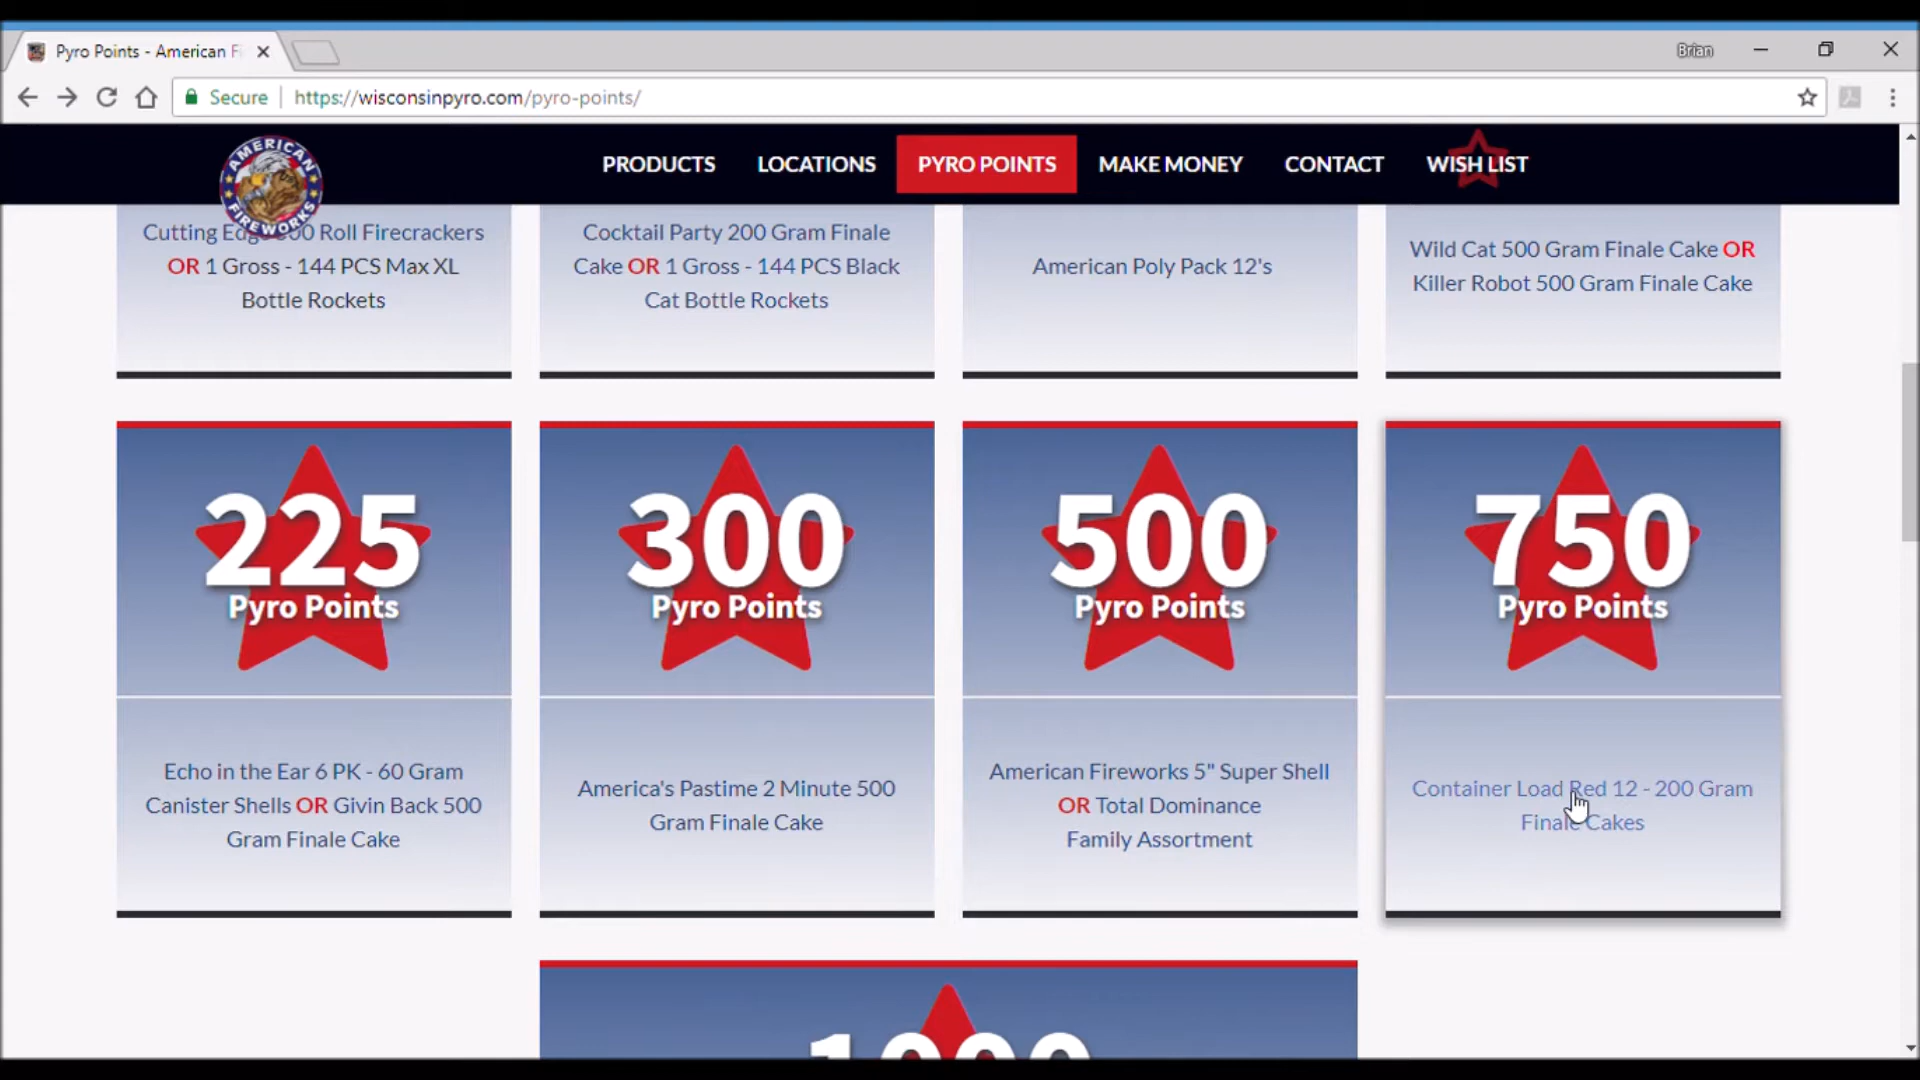 Pyro Points - American Fi
Brian
Secure
https://wisconsinpyro.com/pyro-points/
AMERICAN
FIREWORKS
PRODUCTS
LOCATIONS
PYRO POINTS
MAKE MONEY
CONTACT
WISH LIST
Cutting Edge 500 Roll Firecrackers
OR 1 Gross - 144 PCS Max XL
Bottle Rockets
Cocktail Party 200 Gram Finale
Cake OR 1 Gross - 144 PCS Black
Cat Bottle Rockets
American Poly Pack 12's
Wild Cat 500 Gram Finale Cake OR
Killer Robot 500 Gram Finale Cake
225
Pyro Points
Echo in the Ear 6 PK - 60 Gram
Canister Shells OR Givin Back 500
Gram Finale Cake
300
Pyro Points
America's Pastime 2 Minute 500
Gram Finale Cake
500
Pyro Points
American Fireworks 5" Super Shell
OR Total Dominance
Family Assortment
750
Pyro Points
Container Load Red 12 - 200 Gram
Finale Cakes